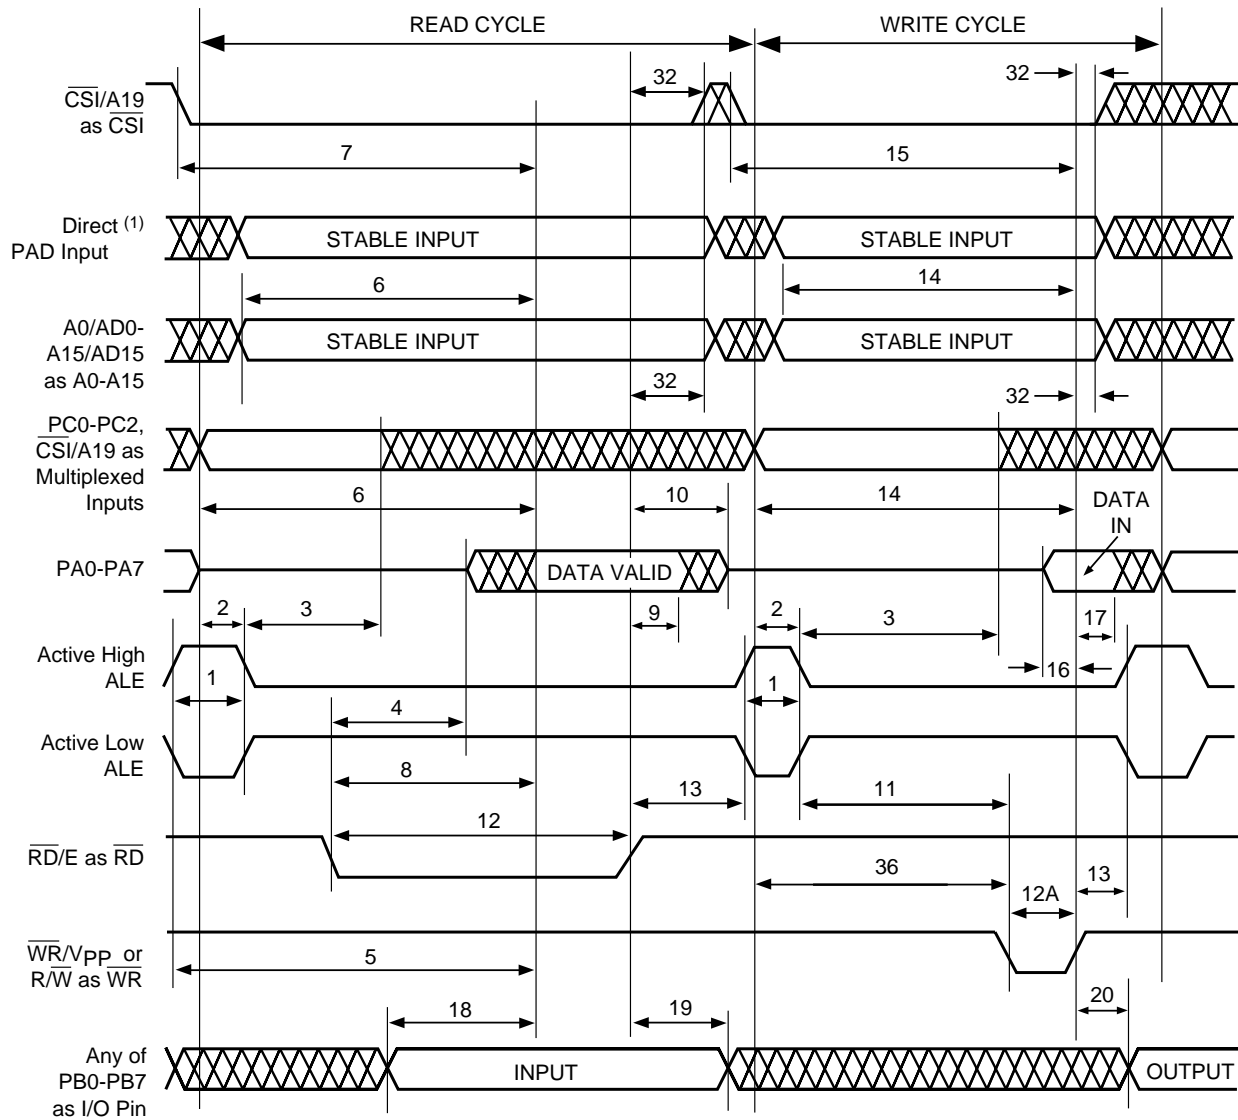 READ CYCLE
WRITE CYCLE
32
32
CSI/A19
as CSI
7
15
Direct (1)
PAD Input
STABLE INPUT
STABLE INPUT
6
14
A0/AD0-
A15/AD15
as A0-A15
STABLE INPUT
STABLE INPUT
32
32
PC0-PC2,
CSI/A19 as
Multiplexed
Inputs
6
10
14
DATA
IN
PA0-PA7
DATA VALID
2
3
9
2
3
17
Active High
ALE
1
1
16
4
Active Low
ALE
8
13
11
12
RD/E as RD
36
12A
13
WR/VPP or
R/W as WR
5
18
19
20
Any of
PB0-PB7
as I/O Pin
INPUT
OUTPUT